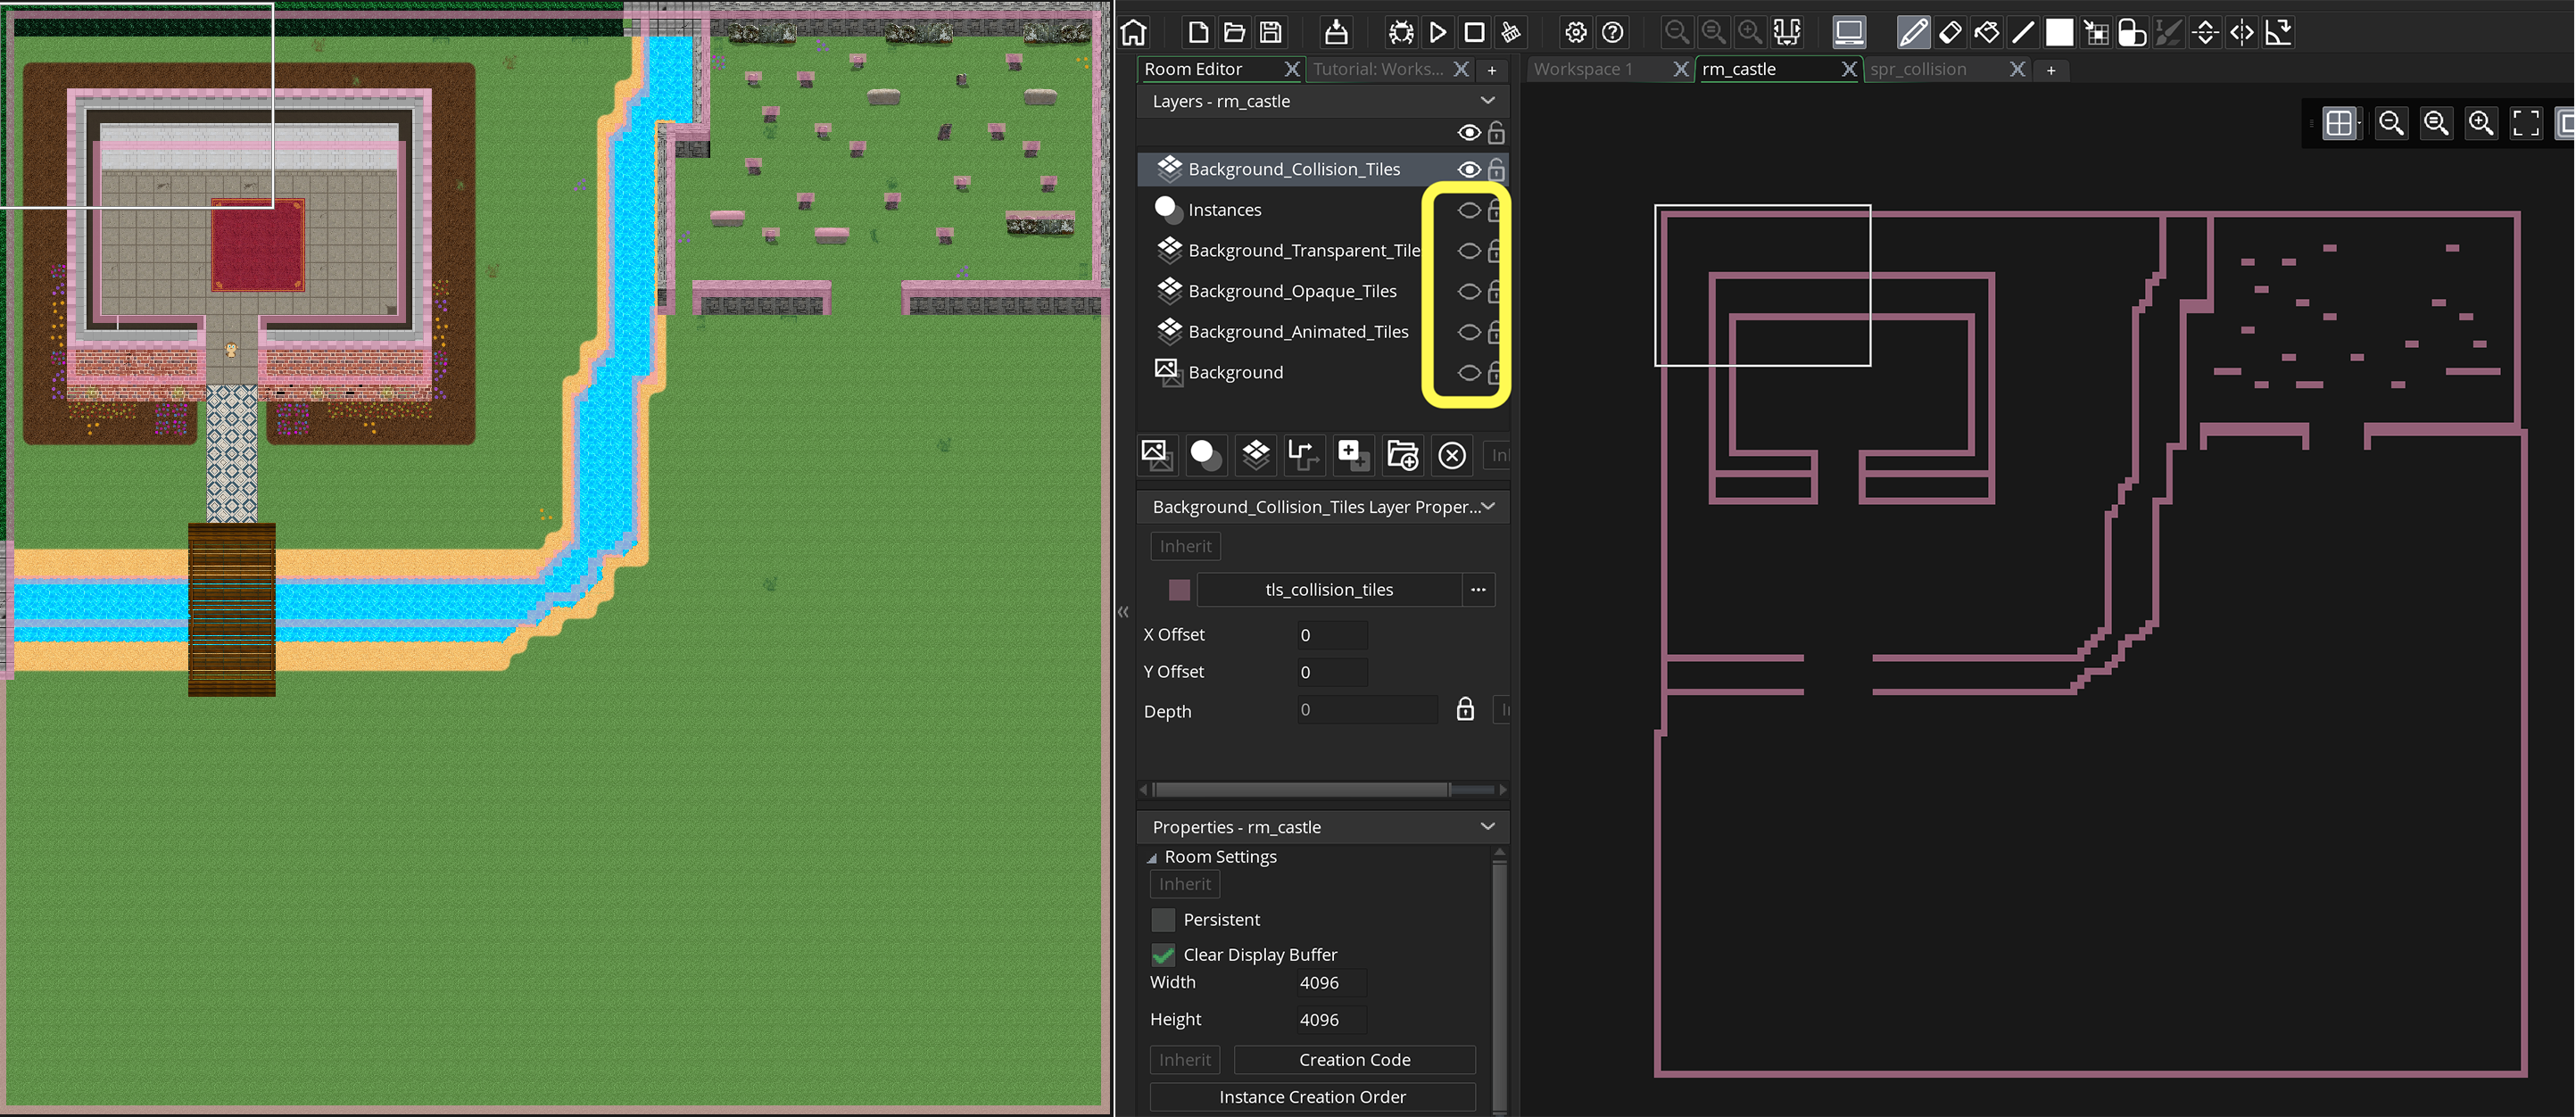 Room Editor
Tutorial: Works...
Workspace 1
rm_castle
spr_collision
Layers - rm_castle
Background_Collision_Tiles
Instances
Background_Transparent_Tile
Background_Opaque_Tiles
Background_Animated_Tiles
Background
Background_Collision_Tiles Layer Proper...
Inherit
tls_collision_tiles
...
X Offset 0
Y Offset 0
Depth 0
Properties - rm_castle
Room Settings
Inherit
Persistent
Clear Display Buffer
Width 4096
Height 4096
Inherit
Creation Code
Instance Creation Order